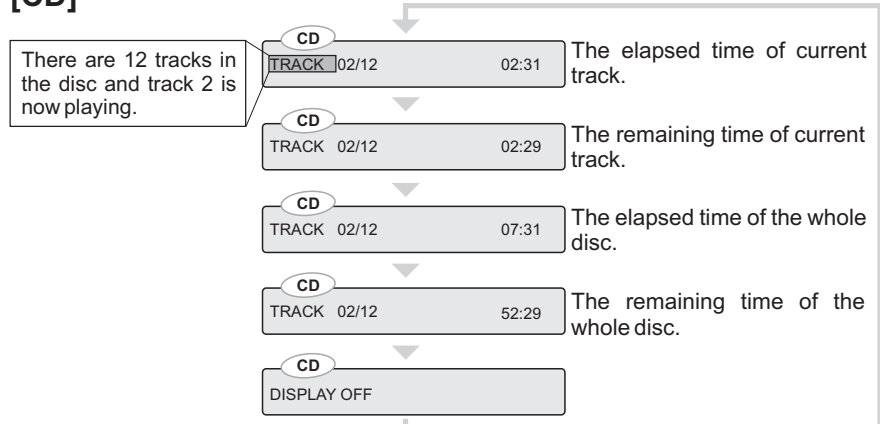 [CD]
There are 12 tracks in
the disc and track 2 is
now playing.
CD
TRACK 02/12 02:31
The elapsed time of current
track.
CD
TRACK 02/12 02:29
The remaining time of current
track.
CD
TRACK 02/12 07:31
The elapsed time of the whole
disc.
CD
TRACK 02/12 52:29
The remaining time of the
whole disc.
CD
DISPLAY OFF